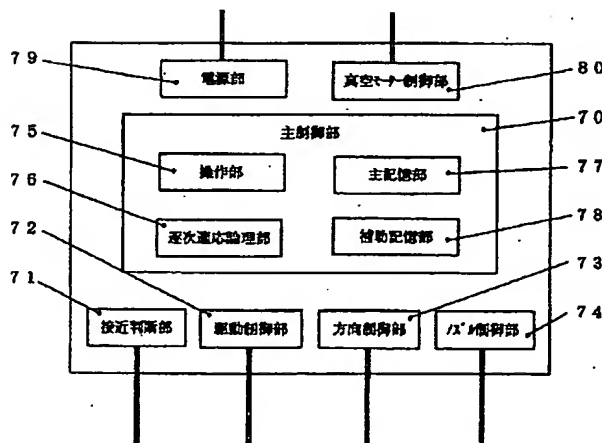 79
電源部
真空モーター制御部
80
主制御部
70
75
操作部
主記憶部
77
76
逐次適応論理部
補助記憶部
78
72
73
71
接近判断部
駆動制御部
方向制御部
ノズル制御部
74